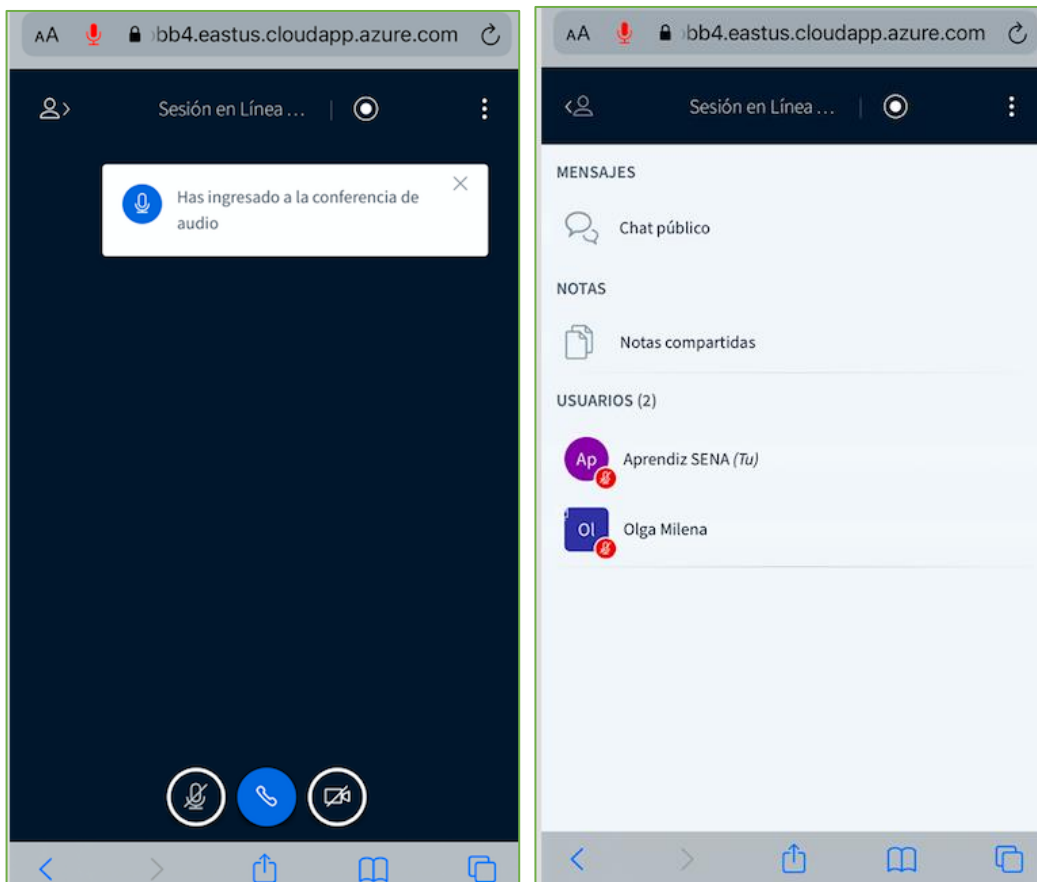 AA bb4.eastus.cloudapp.azure.com
Sesión en Línea ...
Has ingresado a la conferencia de
audio
AA bb4.eastus.cloudapp.azure.com
Sesión en Línea ...
MENSAJES
Chat público
NOTAS
Notas compartidas
USUARIOS (2)
Ap Aprendiz SENA (Tu)
Ol Olga Milena